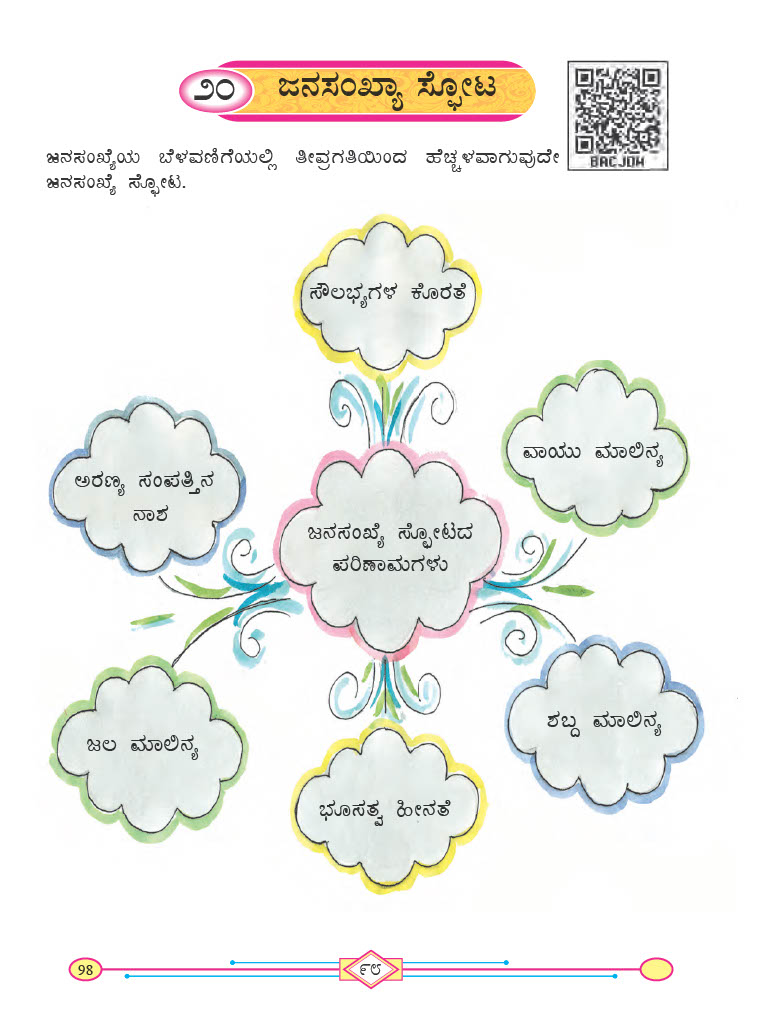 ೨೦ ಜನಸಂಖ್ಯಾ ಸ್ಫೋಟ
BACJOW
ಜನಸಂಖ್ಯೆಯ ಬೆಳವಣಿಗೆಯಲ್ಲಿ ತೀವ್ರಗತಿಯಿಂದ ಹೆಚ್ಚಳವಾಗುವುದೇ
ಜನಸಂಖ್ಯೆ ಸ್ಫೋಟ.
ಸೌಲಭ್ಯಗಳ ಕೊರತೆ
ವಾಯು ಮಾಲಿನ್ಯ
ಅರಣ್ಯ ಸಂಪತ್ತಿನ
ನಾಶ
ಜನಸಂಖ್ಯೆ ಸ್ಫೋಟದ
ಪರಿಣಾಮಗಳು
ಶಬ್ದ ಮಾಲಿನ್ಯ
ಜಲ ಮಾಲಿನ್ಯ
ಭೂಸತ್ವ ಹೀನತೆ
98 ೯೮